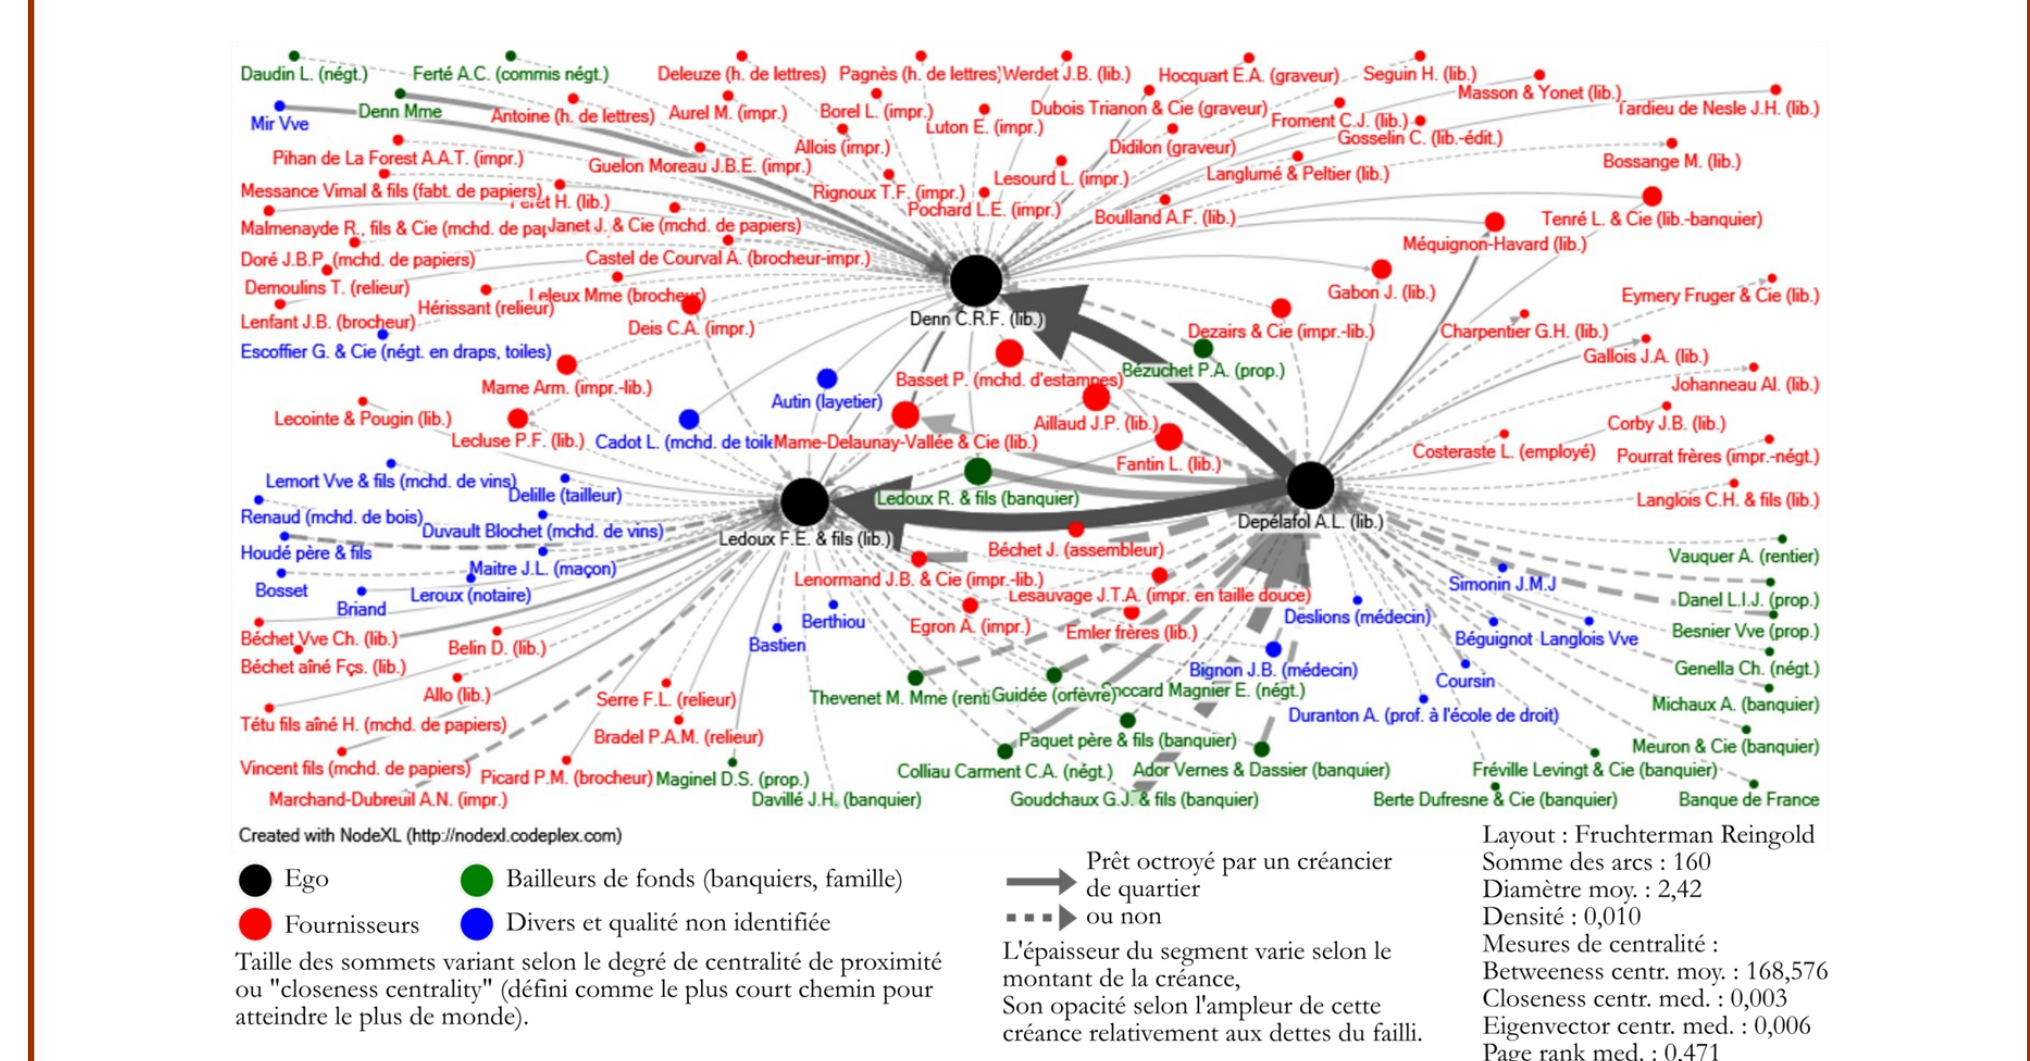 Daudin L. (négt.)
Ferté A.C. (commis négt.)
Deleuze (h. de lettres)
Pagnès (h. de lettres)
Werdet J.B. (lib.)
Hocquart E.A. (graveur)
Seguin H. (lib.)
Masson & Yonet (lib.)
Tardieu de Nesle J.H. (lib.)
Mir Vve
Denn Mme
Antoine (h. de lettres)
Aurel M. (impr.)
Borel L. (impr.)
Luton E. (impr.)
Dubois Trianon & Cie (graveur)
Froment C.J. (lib.)
Gosselin C. (lib.-édit.)
Allois (impr.)
Didilon (graveur)
Bossange M. (lib.)
Pihan de La Forest A.A.T. (impr.)
Guelon Moreau J.B.E. (impr.)
Lesourd L. (impr.)
Langlumé & Peltier (lib.)
Messance Vimal & fils (fabt. de papiers)
H. (lib.)
Rignoux T.F. (impr.)
Pochard L.E. (impr.)
Boulland A.F. (lib.)
Tenré L. & Cie (lib.-banquier)
Malmenayde R., fils & Cie (mchd. de
Janet J. & Cie (mchd. de papiers)
Méquignon-Havard (lib.)
Doré J.B.P. (mchd. de papiers)
Castel de Courval A. (brocheur-impr.)
Demoulins T. (relieur)
Hérissant (relieur)
Leleux Mme (brocheur)
Gabon J. (lib.)
Eymery Fruger & Cie (lib.)
Lenfant J.B. (brocheur)
Deis C.A. (impr.)
Denn C.R.F. (lib.)
Dezairs & Cie (impr.-lib.)
Charpentier G.H. (lib.)
Escoffier G. & Cie (négt. en draps, toiles)
Gallois J.A. (lib.)
Mame Arm. (impr.-lib.)
Basset P. (mchd. d'estampes)
Bézuchet P.A. (prop.)
Johanneau Al. (lib.)
Autin (layetier)
Lecointe & Pougin (lib.)
Aillaud J.P. (lib.)
Corby J.B. (lib.)
Lecluse P.F. (lib.)
Cadot L. (mchd. de
Mame-Delaunay-Vallée & Cie (lib.)
Costeraste L. (employé)
Pourrat frères (impr.-négt.)
Fantin L. (lib.)
Lemort Vve & fils (mchd. de vins)
Delille (tailleur)
Ledoux R. & fils (banquier)
Langlois C.H. & fils (lib.)
Renaud (mchd. de bois)
Duvault Blochet (mchd. de vins)
Ledoux F.E. & fils (lib.)
Depélafol A.L. (lib.)
Houdé père & fils
Béchet J. (assembleur)
Vauquer A. (rentier)
Maitre J.L. (maçon)
Bosset
Briand
Leroux (notaire)
Lenormand J.B. & Cie (impr.-lib.)
Lesauvage J.T.A. (impr. en taille douce)
Simonin J.M.J
Danel L.I.J. (prop.)
Berthiou
Egron A. (impr.)
Emler frères (lib.)
Deslions (médecin)
Besnier Vve (prop.)
Béchet Vve Ch. (lib.)
Belin D. (lib.)
Bastien
Béguignot
Langlois Vve
Béchet aîné Fçs. (lib.)
Bignon J.B. (médecin)
Coursin
Genella Ch. (négt.)
Allo (lib.)
Serre F.L. (relieur)
Thevenet M. Mme
Guidée (orfèvre)
Magnier E. (négt.)
Michaux A. (banquier)
Têtu fils aîné H. (mchd. de papiers)
Bradel P.A.M. (relieur)
Duranton A. (prof. à l'école de droit)
Paquet père & fils (banquier)
Meuron & Cie (banquier)
Vincent fils (mchd. de papiers)
Picard P.M. (brocheur)
Maginel D.S. (prop.)
Colliau Carment C.A. (négt.)
Ador Vernes & Dassier (banquier)
Fréville Levingt & Cie (banquier)
Marchand-Dubreuil A.N. (impr.)
Davillé J.H. (banquier)
Goudchaux G.J. & fils (banquier)
Berte Dufresne & Cie (banquier)
Banque de France
Created with NodeXL (http://nodexl.codeplex.com)
Ego
Bailleurs de fonds (banquiers, famille)
Fournisseurs
Divers et qualité non identifiée
Taille des sommets variant selon le degré de centralité de proximité
ou "closeness centrality" (défini comme le plus court chemin pour
atteindre le plus de monde).
Prêt octroyé par un créancier
de quartier
ou non
L'épaisseur du segment varie selon le
montant de la créance,
Son opacité selon l'ampleur de cette
créance relativement aux dettes du failli.
Layout : Fruchterman Reingold
Somme des arcs : 160
Diamètre moy. : 2,42
Densité : 0,010
Mesures de centralité :
Betweeness centr. moy. : 168,576
Closeness centr. med. : 0,003
Eigenvector centr. med. : 0,006
Page rank med. : 0,471